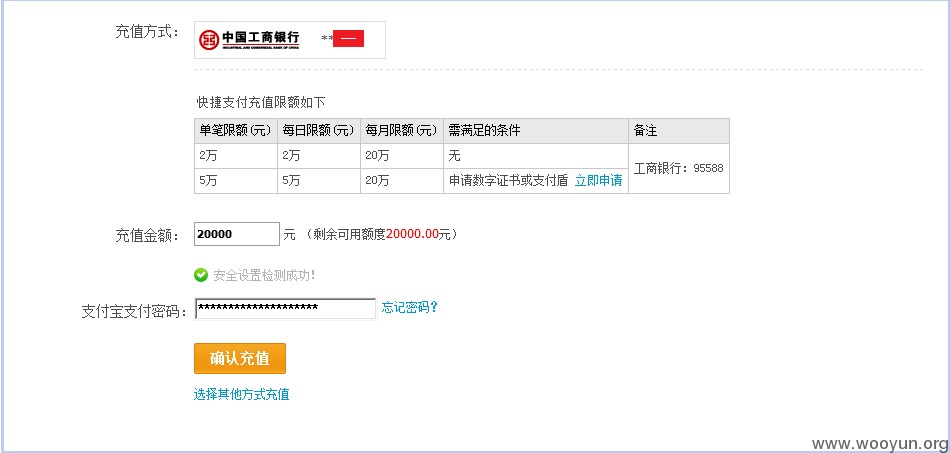 充值方式：
中国工商银行 **
INDUSTRIAL AND COMMERCIAL BANK OF CHINA
快捷支付充值限额如下
单笔限额(元) 每日限额(元) 每月限额(元) 需满足的条件 备注
2万 2万 20万 无
工商银行：95588
5万 5万 20万 申请数字证书或支付盾 立即申请
充值金额： 20000 元 （剩余可用额度20000.00元）
安全设置检测成功！
支付宝支付密码： ******************** 忘记密码？
确认充值
选择其他方式充值
www.wooyun.org